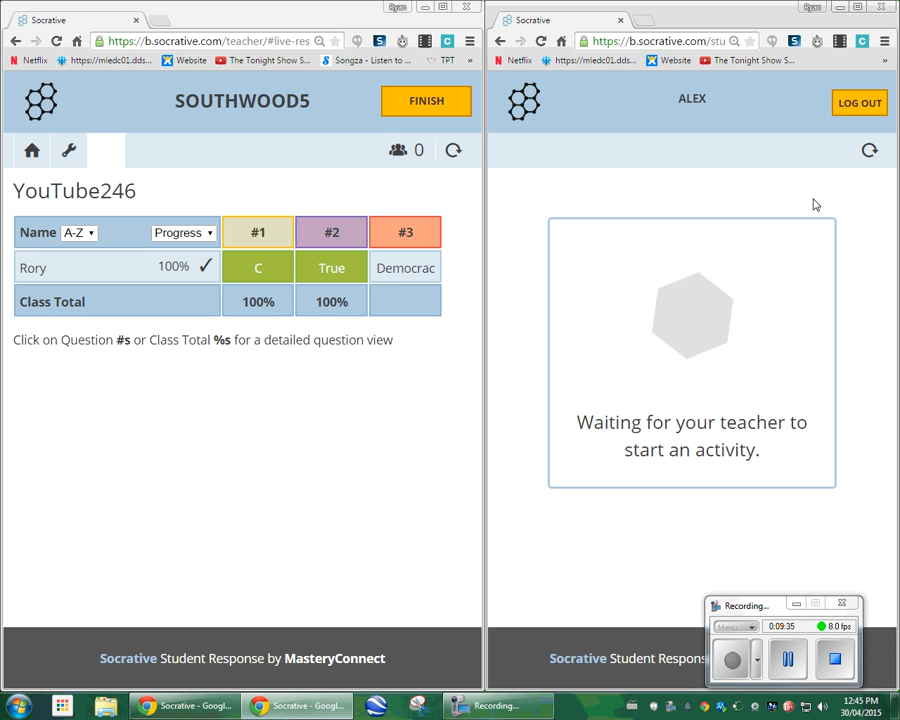 Ryan
Socrative
https://b.socrative.com/teacher/#live-res
Netflix https://mledc01.dds... Website The Tonight Show S... Songza - Listen to ... TPT »
SOUTHWOOD5
FINISH
0
YouTube246
Name A-Z Progress #1 #2 #3
Rory 100% C True Democrac
Class Total 100% 100%
Click on Question #s or Class Total %s for a detailed question view
Socrative Student Response by MasteryConnect
Ryan
Socrative
https://b.socrative.com/stu
Netflix https://mledc01.dds... Website The Tonight Show S... »
ALEX
LOG OUT
Waiting for your teacher to
start an activity.
Socrative Student Respons
Recording...
Menu 0:09:35 8.0 fps
Socrative - Googl... Socrative - Googl... Recording...
12:45 PM
30/04/2015